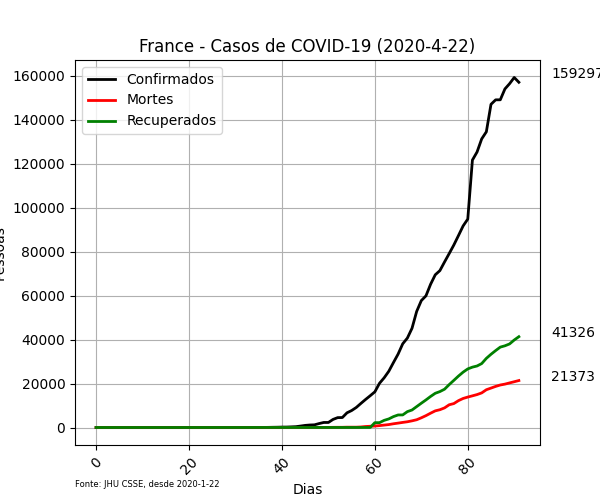 France - Casos de COVID-19 (2020-4-22)
Confirmados
Mortes
Recuperados
160000
140000
120000
100000
80000
60000
40000
20000
0
159297
41326
21373
0
20
40
60
80
Dias
Fonte: JHU CSSE, desde 2020-1-22